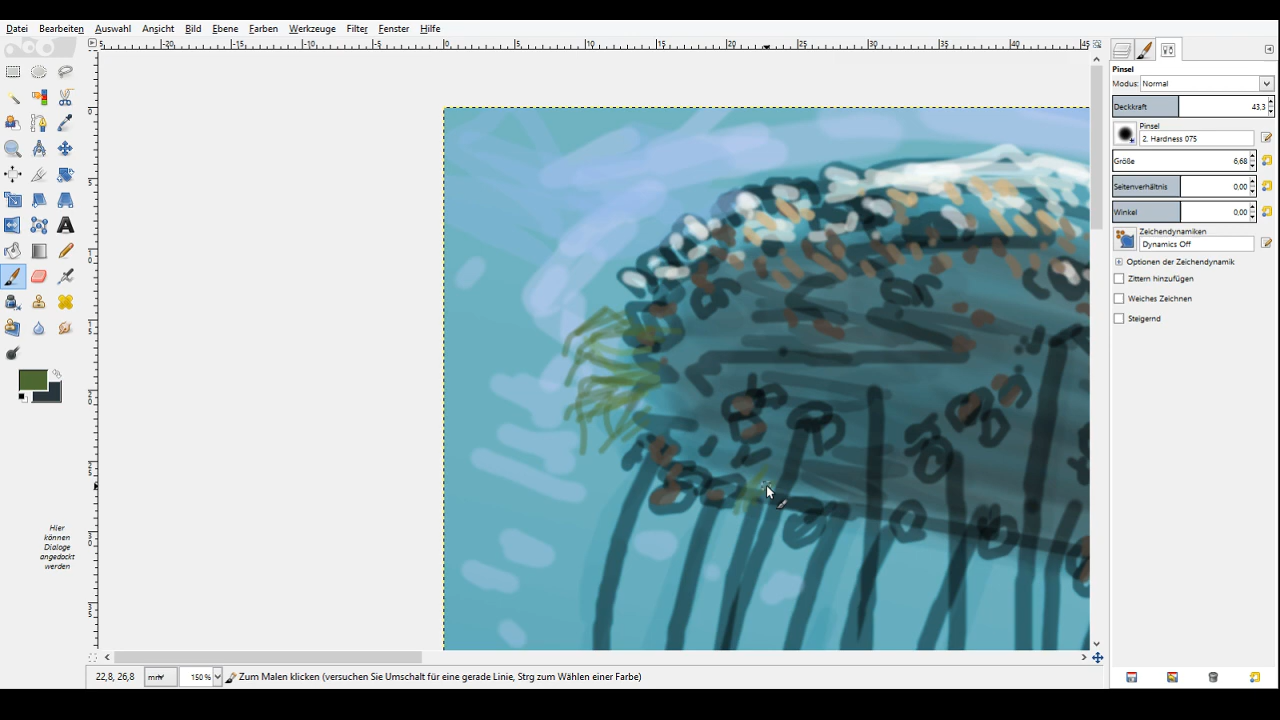 Datei Bearbeiten Auswahl Ansicht Bild Ebene Farben Werkzeuge Filter Fenster Hilfe
Pinsel
Modus: Normal
Deckkraft 43,3
Pinsel
2. Hardness 075
Größe 6,68
Seitenverhältnis 0,00
Winkel 0,00
Zeichendynamiken
Dynamics Off
Optionen der Zeichendynamik
Zittern hinzufügen
Weiches Zeichnen
Steigernd
Hier
können
Dialoge
angedockt
werden
22,8, 26,8 mm 150 % Zum Malen klicken (versuchen Sie Umschalt für eine gerade Linie, Strg zum Wählen einer Farbe)